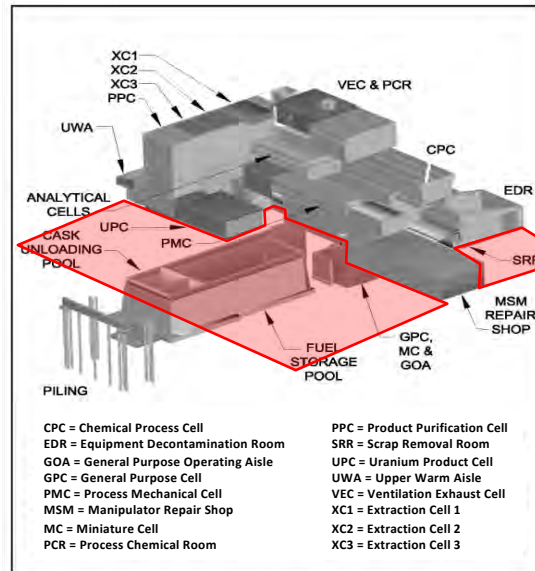 XC1
XC2
XC3
PPC
VEC & PCR
UWA
CPC
ANALYTICAL
CELLS
EDR
UPC
PMC
CASK
UNLOADING
POOL
SRR
MSM
REPAIR
SHOP
GPC,
MC &
GOA
FUEL
STORAGE
POOL
PILING
CPC = Chemical Process Cell
EDR = Equipment Decontamination Room
GOA = General Purpose Operating Aisle
GPC = General Purpose Cell
PMC = Process Mechanical Cell
MSM = Manipulator Repair Shop
MC = Miniature Cell
PCR = Process Chemical Room
PPC = Product Purification Cell
SRR = Scrap Removal Room
UPC = Uranium Product Cell
UWA = Upper Warm Aisle
VEC = Ventilation Exhaust Cell
XC1 = Extraction Cell 1
XC2 = Extraction Cell 2
XC3 = Extraction Cell 3